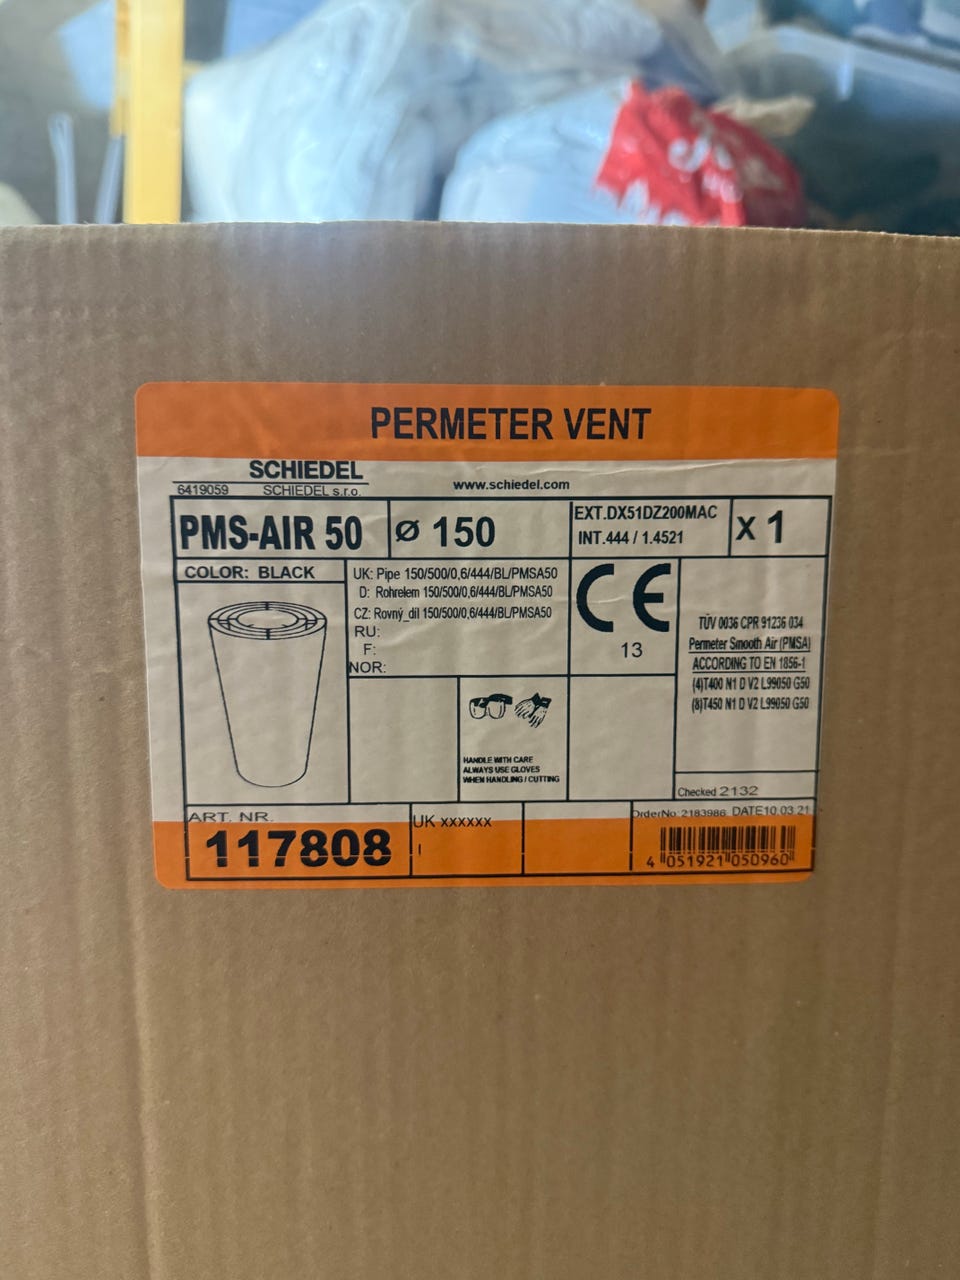 PERMETER VENT
SCHIEDEL
6419059 SCHIEDEL s.r.o.
www.schiedel.com
PMS-AIR 50
ø 150
EXT.DX51DZ200MAC
INT.444 / 1.4521
X 1
COLOR: BLACK
UK: Pipe 150/500/0,6/444/BL/PMSA50
D: Rohrelem 150/500/0,6/444/BL/PMSA50
CZ: Rovný_díl 150/500/0,6/444/BL/PMSA50
RU:
F:
NOR:
CE
13
TÜV 0036 CPR 91236 034
Permeter Smooth Air (PMSA)
ACCORDING TO EN 1856-1
(4)T400 N1 D V2 L99050 G50
(8)T450 N1 D V2 L99050 G50
HANDLE WITH CARE
ALWAYS USE GLOVES
WHEN HANDLING / CUTTING
Checked 2132
ART. NR.
117808
UK xxxxxx
OrderNo: 2183986 DATE10.03.21
4 051921 050960